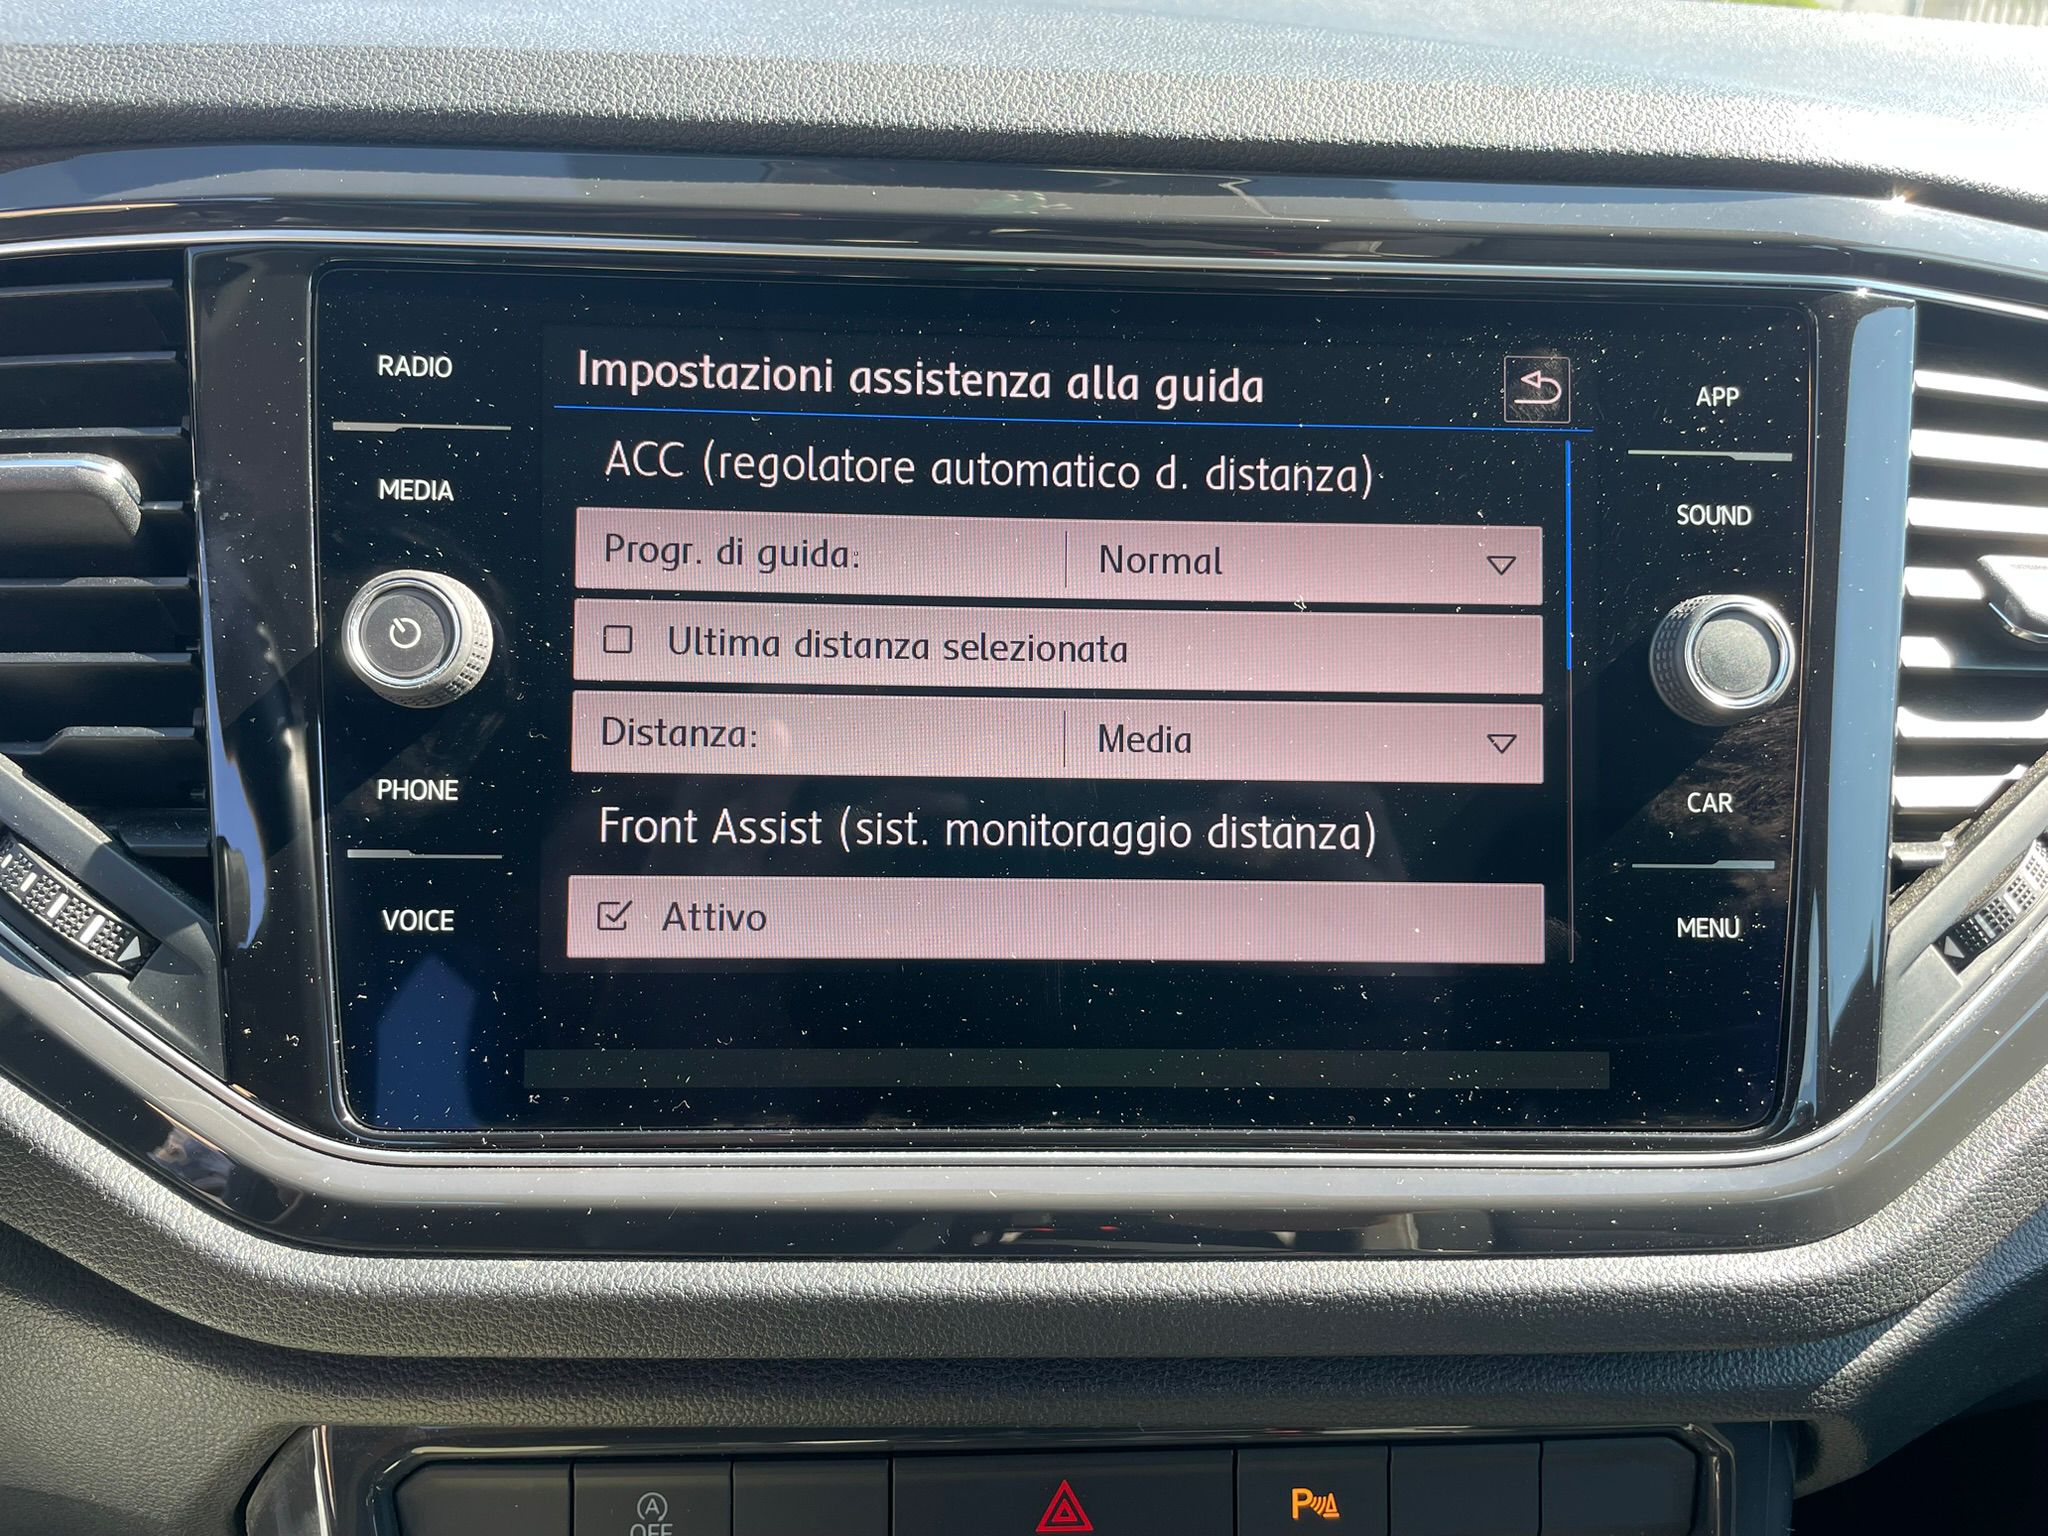 RADIO
MEDIA
PHONE
VOICE
Impostazioni assistenza alla guida
ACC (regolatore automatico d. distanza)
Progr. di guida: Normal
Ultima distanza selezionata
Distanza: Media
Front Assist (sist. monitoraggio distanza)
Attivo
APP
SOUND
CAR
MENU
A
OFF
P